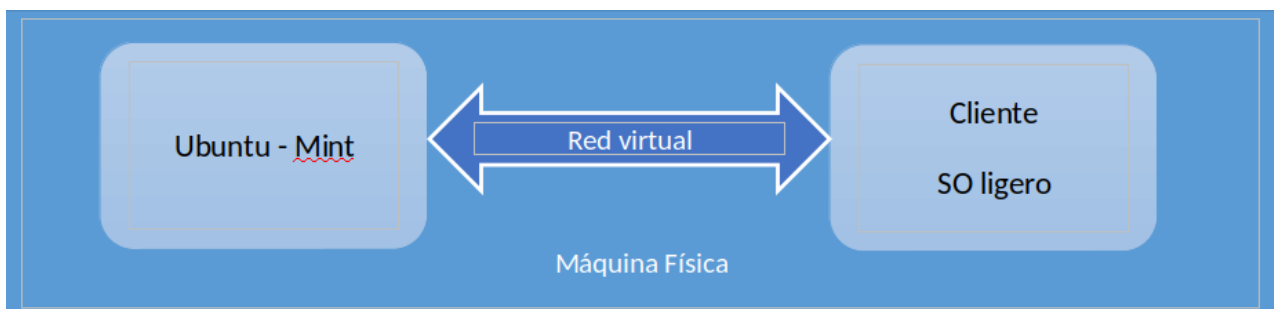 Ubuntu - Mint
Red virtual
Cliente
SO ligero
Máquina Física